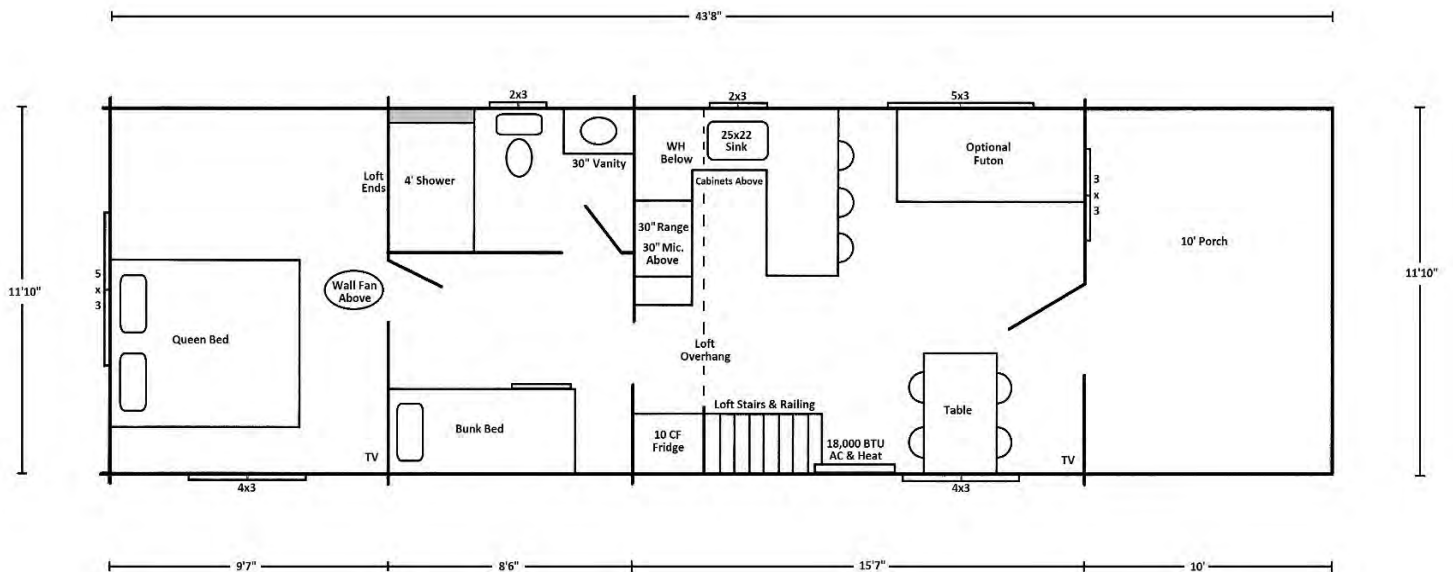 43'8"
2x3
2x3
5x3
11'10"
11'10"
Loft
Ends
4' Shower
30" Vanity
WH
Below
25x22
Sink
Cabinets Above
Optional
Futon
3
x
3
30" Range
30" Mic.
Above
10' Porch
5
x
3
Wall Fan
Above
Queen Bed
Loft
Overhang
Bunk Bed
TV
10 CF
Fridge
Loft Stairs & Railing
18,000 BTU
AC & Heat
Table
TV
4x3
4x3
9'7"
8'6"
15'7"
10'